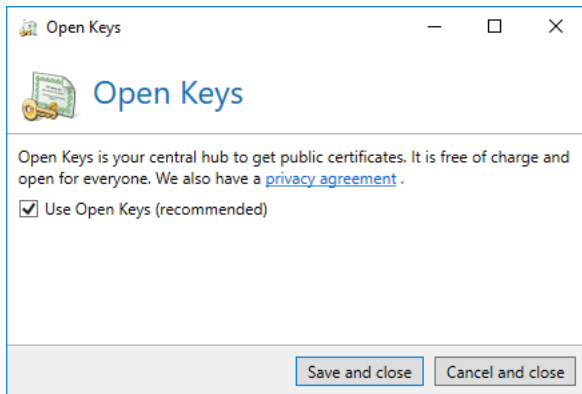 Open Keys
Open Keys
Open Keys is your central hub to get public certificates. It is free of charge and
open for everyone. We also have a privacy agreement .
Use Open Keys (recommended)
Save and close
Cancel and close